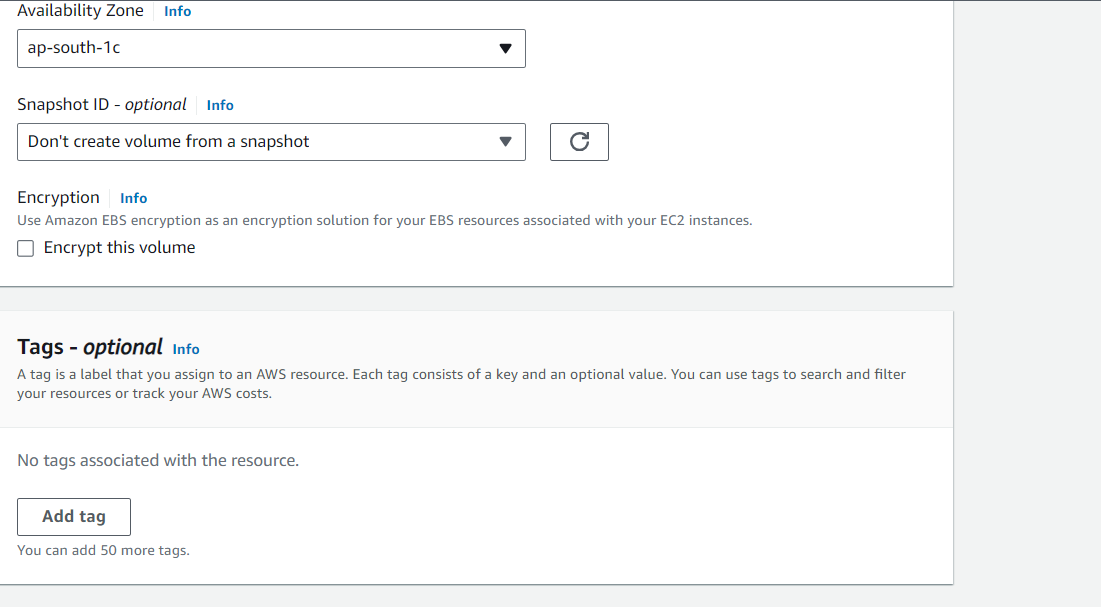 Availability Zone Info
ap-south-1c
Snapshot ID - optional Info
Don't create volume from a snapshot
Encryption Info
Use Amazon EBS encryption as an encryption solution for your EBS resources associated with your EC2 instances.
Encrypt this volume
Tags - optional Info
A tag is a label that you assign to an AWS resource. Each tag consists of a key and an optional value. You can use tags to search and filter
your resources or track your AWS costs.
No tags associated with the resource.
Add tag
You can add 50 more tags.